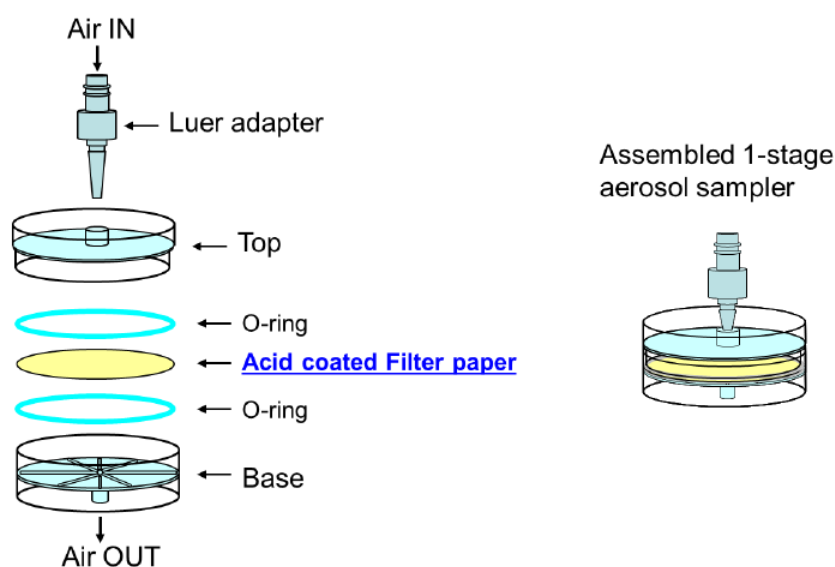 Air IN
Luer adapter
Assembled 1-stage
aerosol sampler
Top
O-ring
Acid coated Filter paper
O-ring
Base
Air OUT